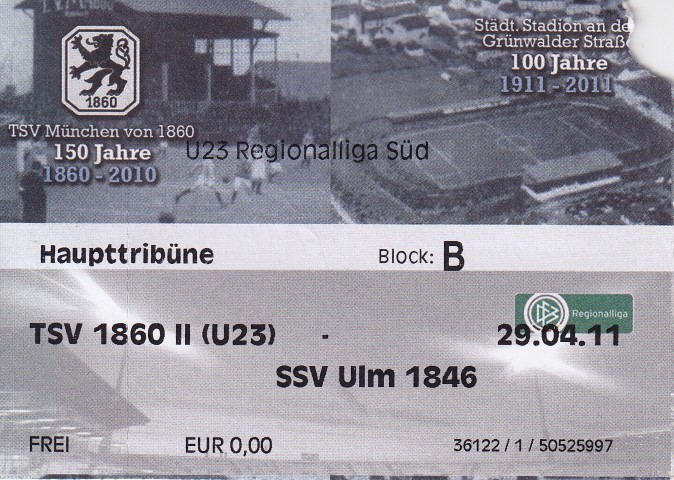 1860
TSV München von 1860
150 Jahre
1860 - 2010
Städt. Stadion an de
Grünwalder Straße
100 Jahre
1911 - 2011
U23 Regionalliga Süd
Haupttribüne Block: B
Regionalliga
TSV 1860 II (U23) - 29.04.11
SSV Ulm 1846
FREI EUR 0,00 36122 / 1 / 50525997